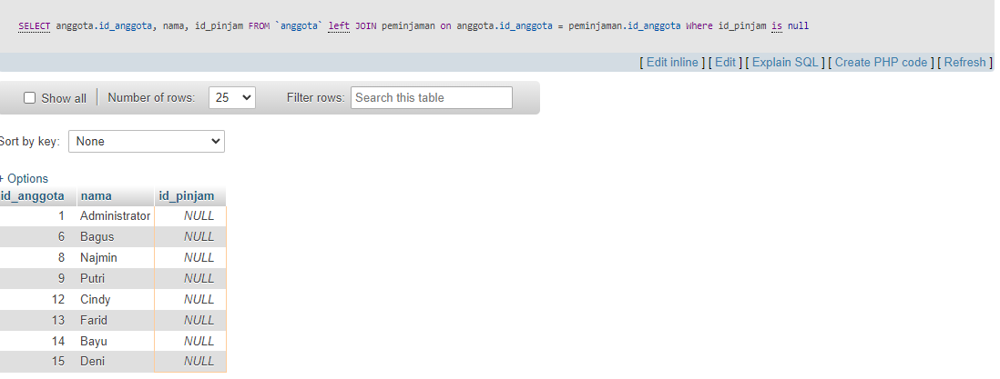 SELECT anggota.id_anggota, nama, id_pinjam FROM `anggota` left JOIN peminjaman on anggota.id_anggota = peminjaman.id_anggota Where id_pinjam is null
[ Edit inline ] [ Edit ] [ Explain SQL ] [ Create PHP code ] [ Refresh ]
Show all Number of rows: 25 Filter rows: Search this table
Sort by key: None
+ Options
id_anggota nama id_pinjam
1 Administrator NULL
6 Bagus NULL
8 Najmin NULL
9 Putri NULL
12 Cindy NULL
13 Farid NULL
14 Bayu NULL
15 Deni NULL